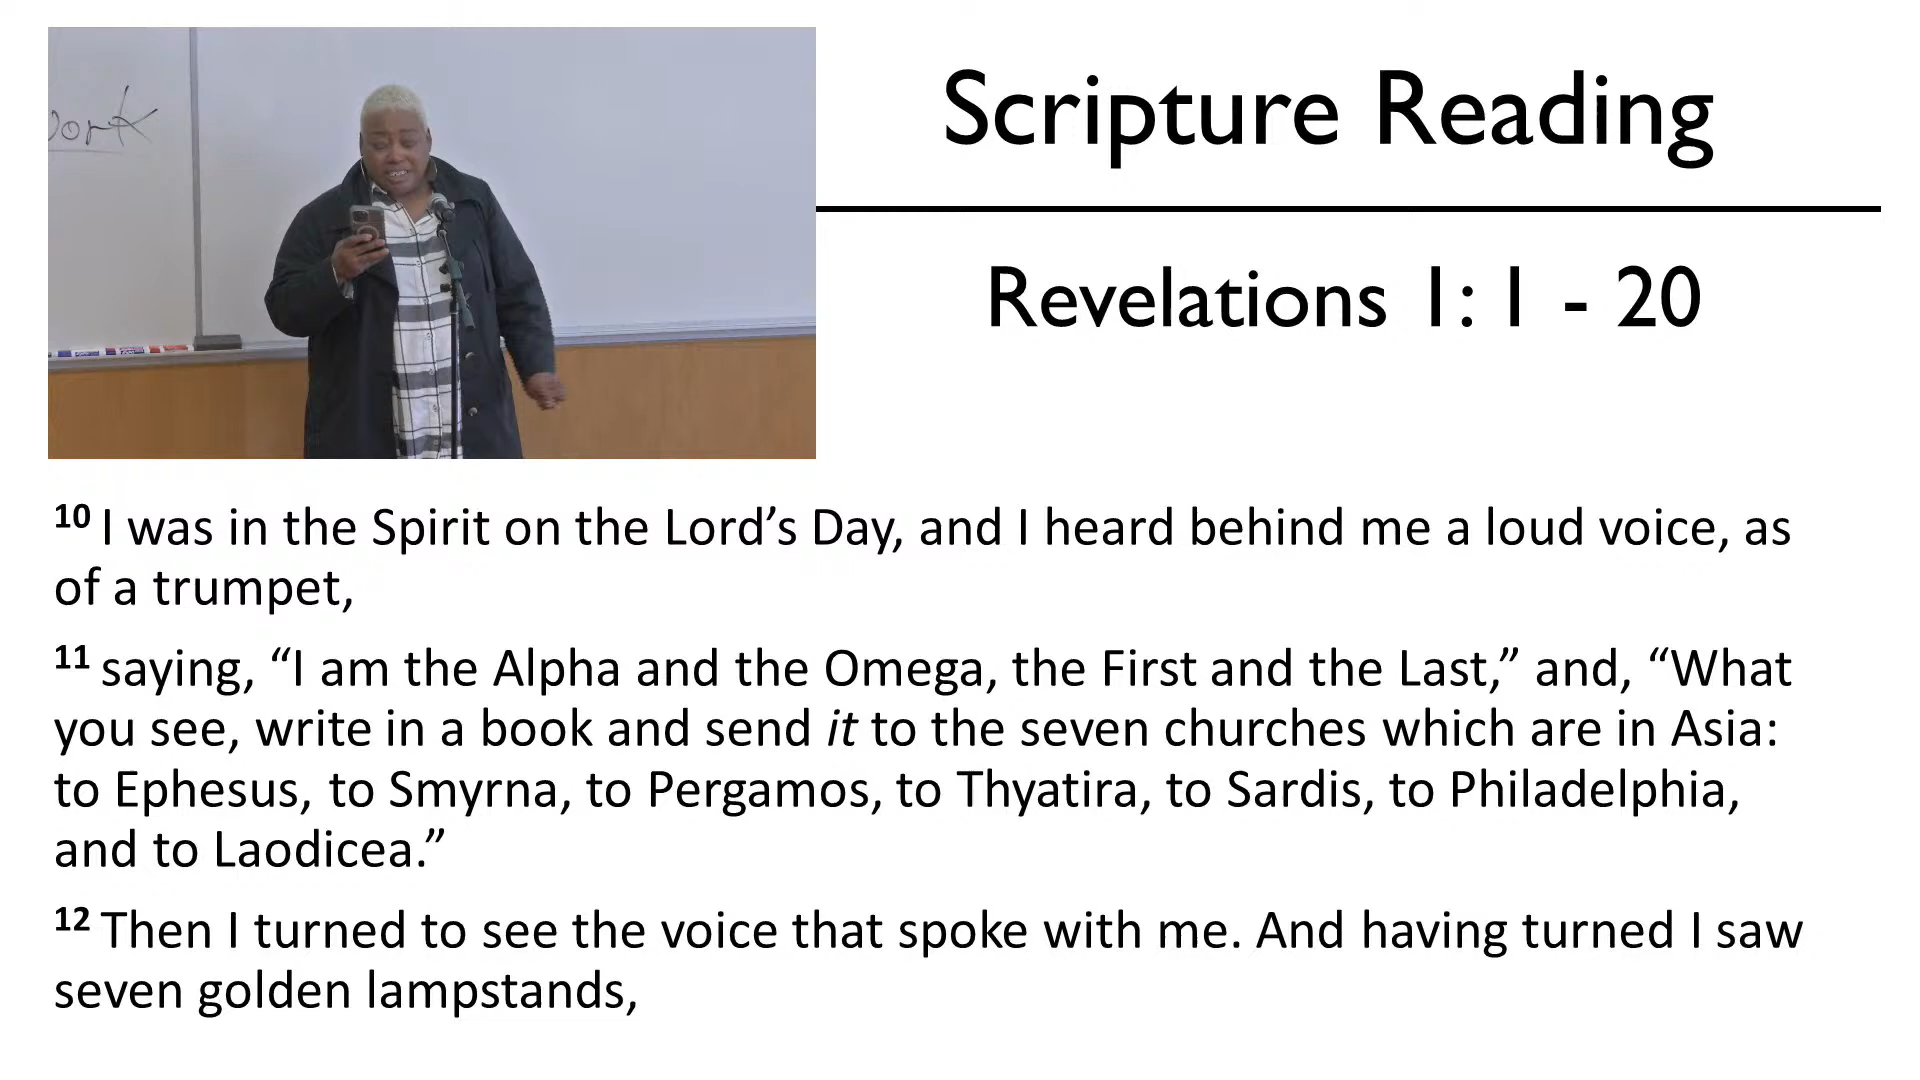 Scripture Reading
Revelations 1: 1 - 20
10 I was in the Spirit on the Lord’s Day, and I heard behind me a loud voice, as
of a trumpet,
11 saying, “I am the Alpha and the Omega, the First and the Last,” and, “What
you see, write in a book and send it to the seven churches which are in Asia:
to Ephesus, to Smyrna, to Pergamos, to Thyatira, to Sardis, to Philadelphia,
and to Laodicea.”
12 Then I turned to see the voice that spoke with me. And having turned I saw
seven golden lampstands,